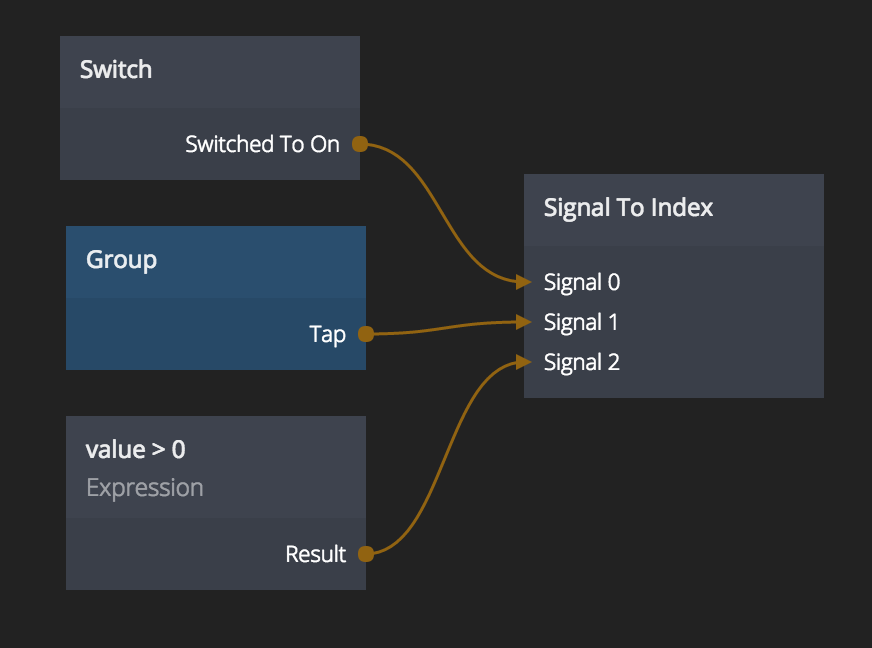 Switch
Switched To On
Group
Tap
value > 0
Expression
Result
Signal To Index
Signal 0
Signal 1
Signal 2